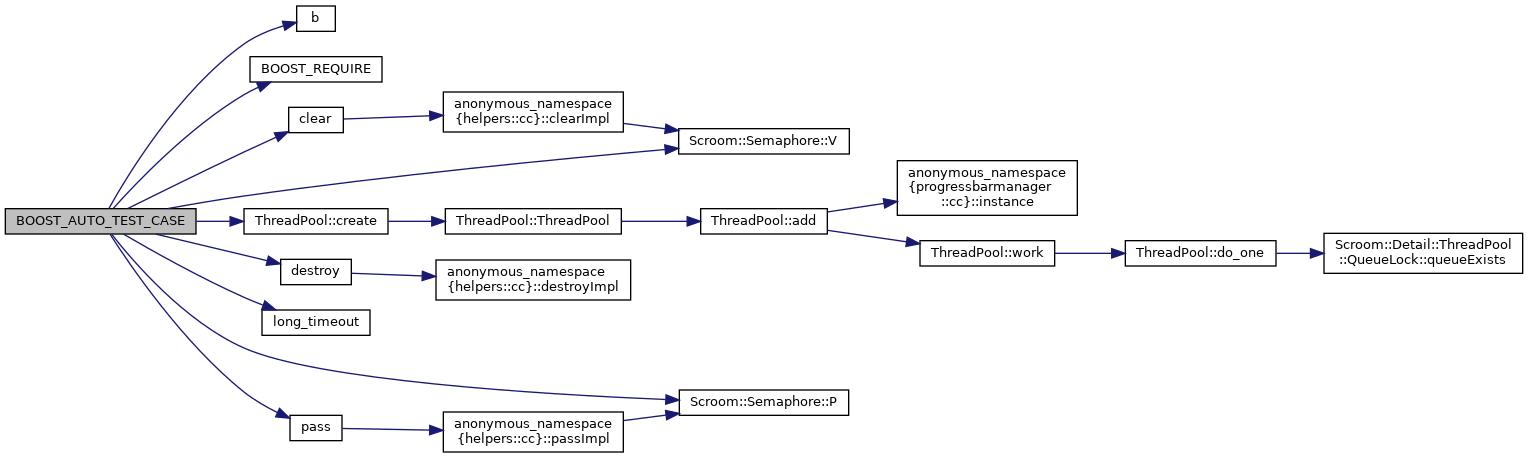 b
BOOST_REQUIRE
clear
anonymous_namespace
{helpers::cc}::clearImpl
Scroom::Semaphore::V
BOOST_AUTO_TEST_CASE
ThreadPool::create
ThreadPool::ThreadPool
ThreadPool::add
anonymous_namespace
{progressbarmanager
::cc}::instance
ThreadPool::work
ThreadPool::do_one
Scroom::Detail::ThreadPool
::QueueLock::queueExists
destroy
anonymous_namespace
{helpers::cc}::destroyImpl
long_timeout
Scroom::Semaphore::P
pass
anonymous_namespace
{helpers::cc}::passImpl